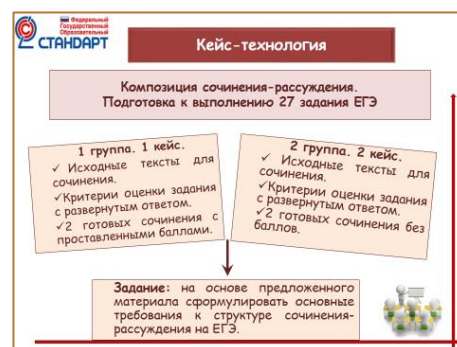 Федеральный
Государственный
Образовательный
СТАНДАРТ
Кейс-технология
Композиция сочинения-рассуждения.
Подготовка к выполнению 27 задания ЕГЭ
1 группа. 1 кейс.
✓ Исходные тексты для
сочинения.
✓Критерии оценки задания
с развернутым ответом.
✓2 готовых сочинения с
проставленными баллами.
2 группа. 2 кейс.
✓ Исходные тексты для
сочинения.
✓Критерии оценки задания
с развернутым ответом.
✓2 готовых сочинения без
баллов.
Задание: на основе предложенного
материала сформулировать основные
требования к структуре сочинения-
рассуждения на ЕГЭ.